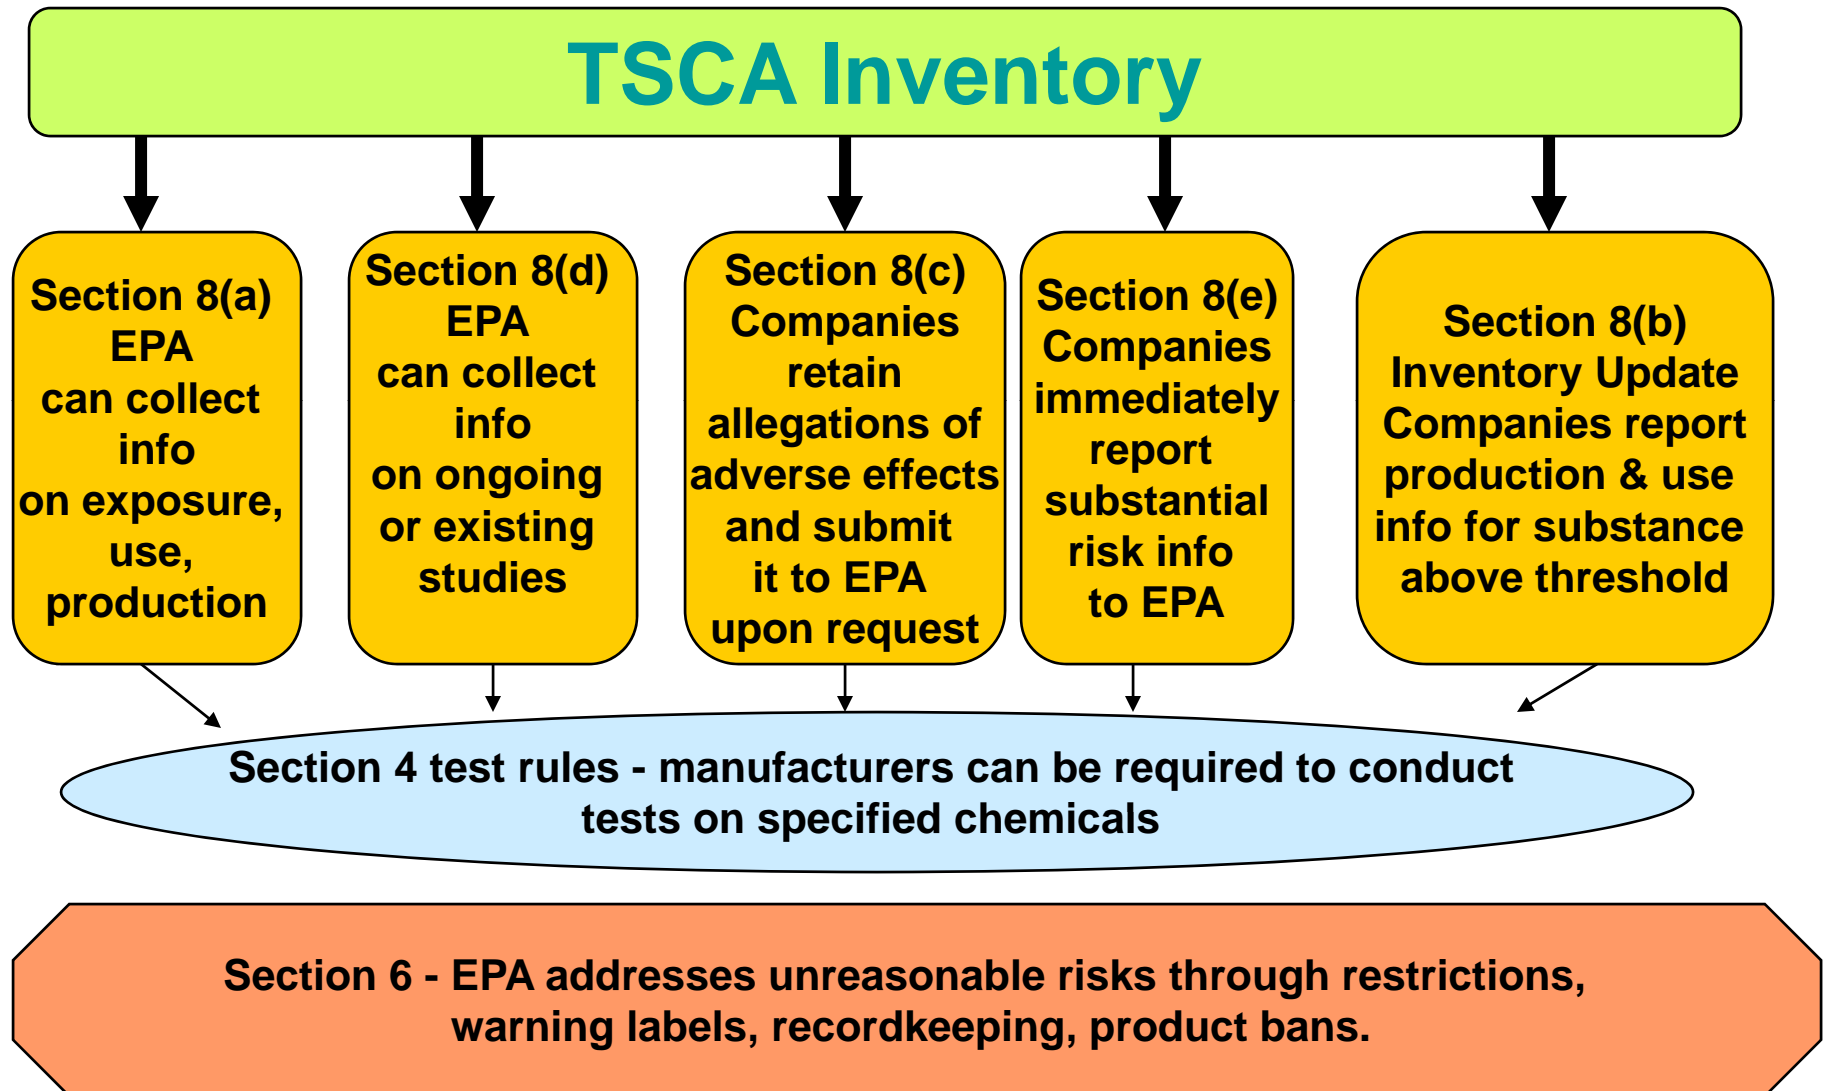 TSCA Inventory
Section 8(a)
EPA
can collect
info
on exposure,
use,
production
Section 8(d)
EPA
can collect
info
on ongoing
or existing
studies
Section 8(c)
Companies
retain
allegations of
adverse effects
and submit
it to EPA
upon request
Section 8(e)
Companies
immediately
report
substantial
risk info
to EPA
Section 8(b)
Inventory Update
Companies report
production & use
info for substance
above threshold
Section 4 test rules - manufacturers can be required to conduct
tests on specified chemicals
Section 6 - EPA addresses unreasonable risks through restrictions,
warning labels, recordkeeping, product bans.